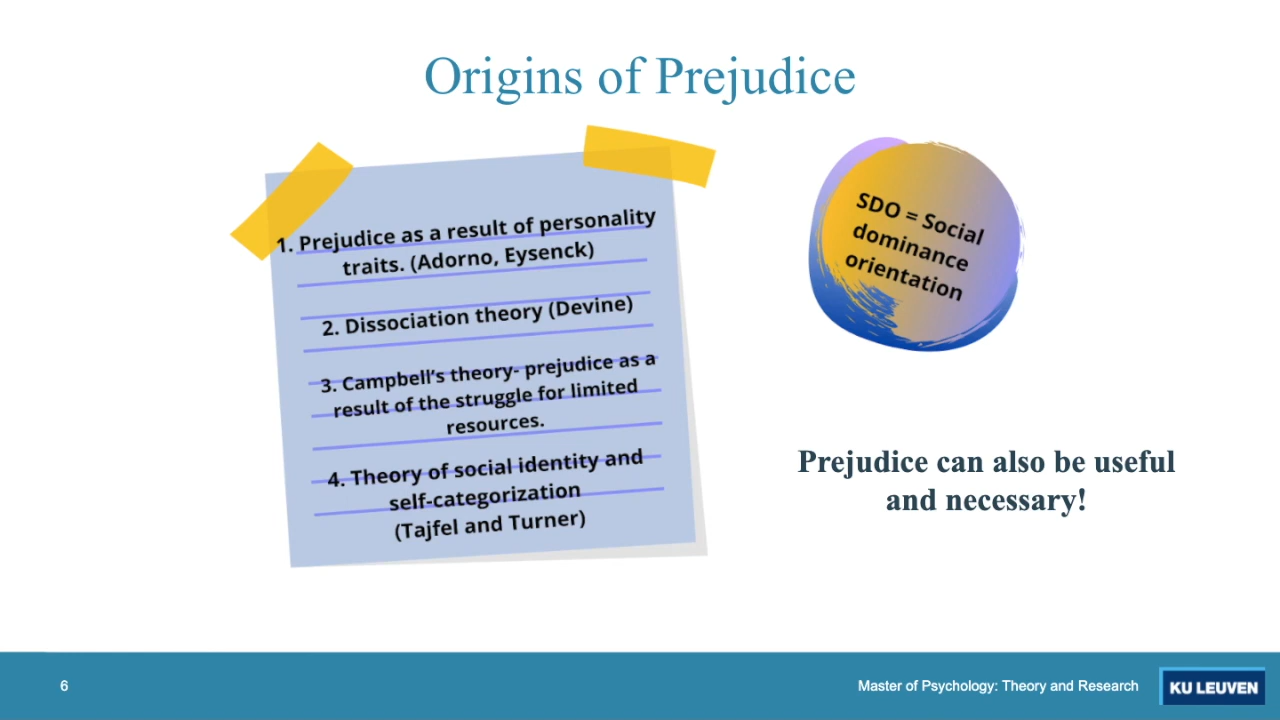 Origins of Prejudice
1. Prejudice as a result of personality
traits. (Adorno, Eysenck)
2. Dissociation theory (Devine)
3. Campbell’s theory- prejudice as a
result of the struggle for limited
resources.
4. Theory of social identity and
self-categorization
(Tajfel and Turner)
SDO = Social
dominance
orientation
Prejudice can also be useful
and necessary!
6
Master of Psychology: Theory and Research
KU LEUVEN